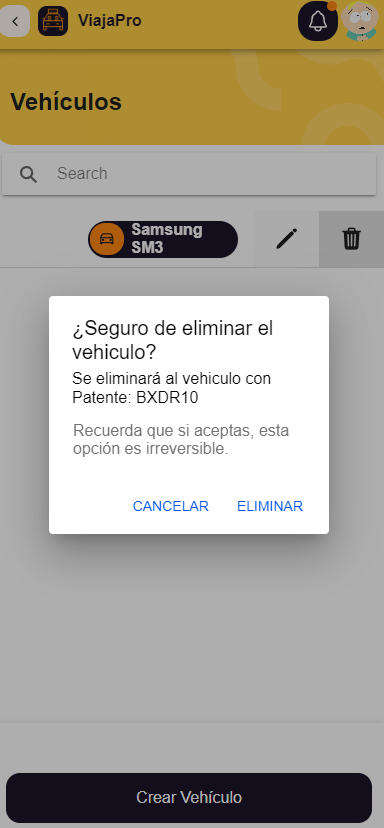 ViajaPro
Vehículos
Search
Samsung
SM3
¿Seguro de eliminar el
vehiculo?
Se eliminará al vehiculo con
Patente: BXDR10
Recuerda que si aceptas, esta
opción es irreversible.
CANCELAR ELIMINAR
Crear Vehículo